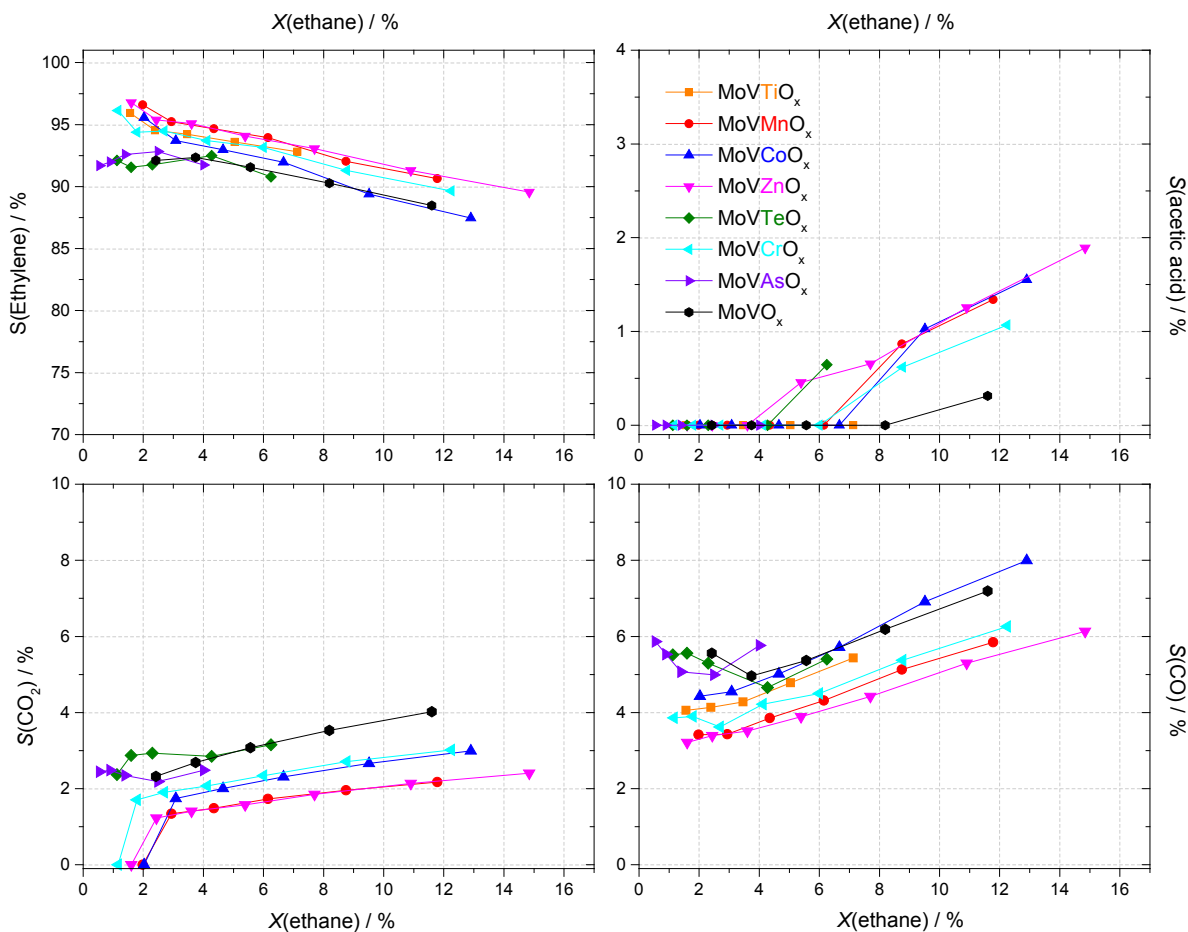 X(ethane) / %
X(ethane) / %
100
95
90
85
80
75
70
S(Ethylene) / %
0 2 4 6 8 10 12 14 16
4
3
2
1
0
S(acetic acid) / %
MoVTiOₓ
MoVMnOₓ
MoVCoOₓ
MoVZnOₓ
MoVTeOₓ
MoVCrOₓ
MoVAsOₓ
MoVOₓ
0 2 4 6 8 10 12 14 16
10
8
6
4
2
0
S(CO₂) / %
0 2 4 6 8 10 12 14 16
X(ethane) / %
10
8
6
4
2
0
S(CO) / %
0 2 4 6 8 10 12 14 16
X(ethane) / %